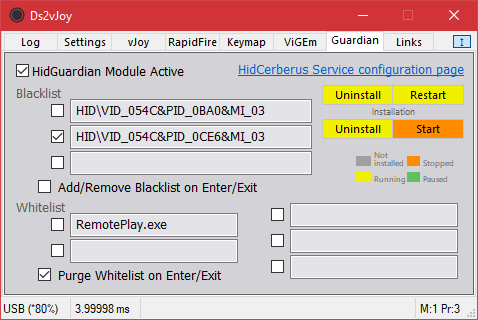 Ds2vJoy
Log Settings vJoy RapidFire Keymap ViGEm Guardian Links
HidGuardian Module Active
HidCerberus Service configuration page
Blacklist
HID\VID_054C&PID_0BA0&MI_03
HID\VID_054C&PID_0CE6&MI_03
Add/Remove Blacklist on Enter/Exit
Uninstall Restart
Installation
Uninstall Start
Not installed Stopped
Running Paused
Whitelist
RemotePlay.exe
Purge Whitelist on Enter/Exit
USB (*80%) 3.99998 ms M:1 Pr:3